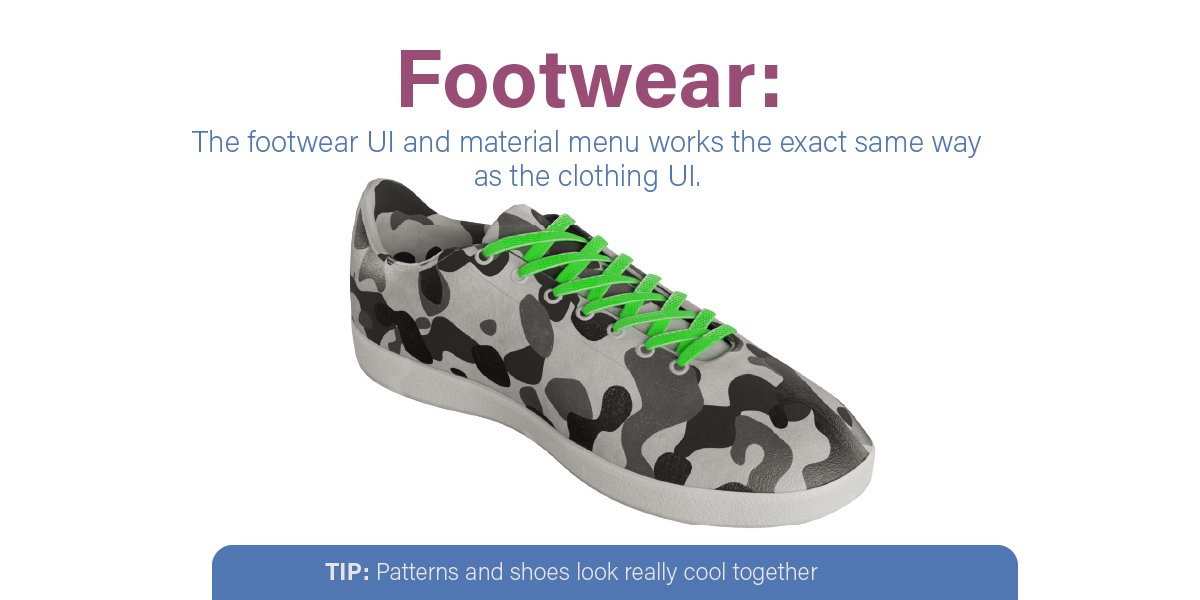 Footwear:
The footwear UI and material menu works the exact same way
as the clothing UI.
TIP: Patterns and shoes look really cool together